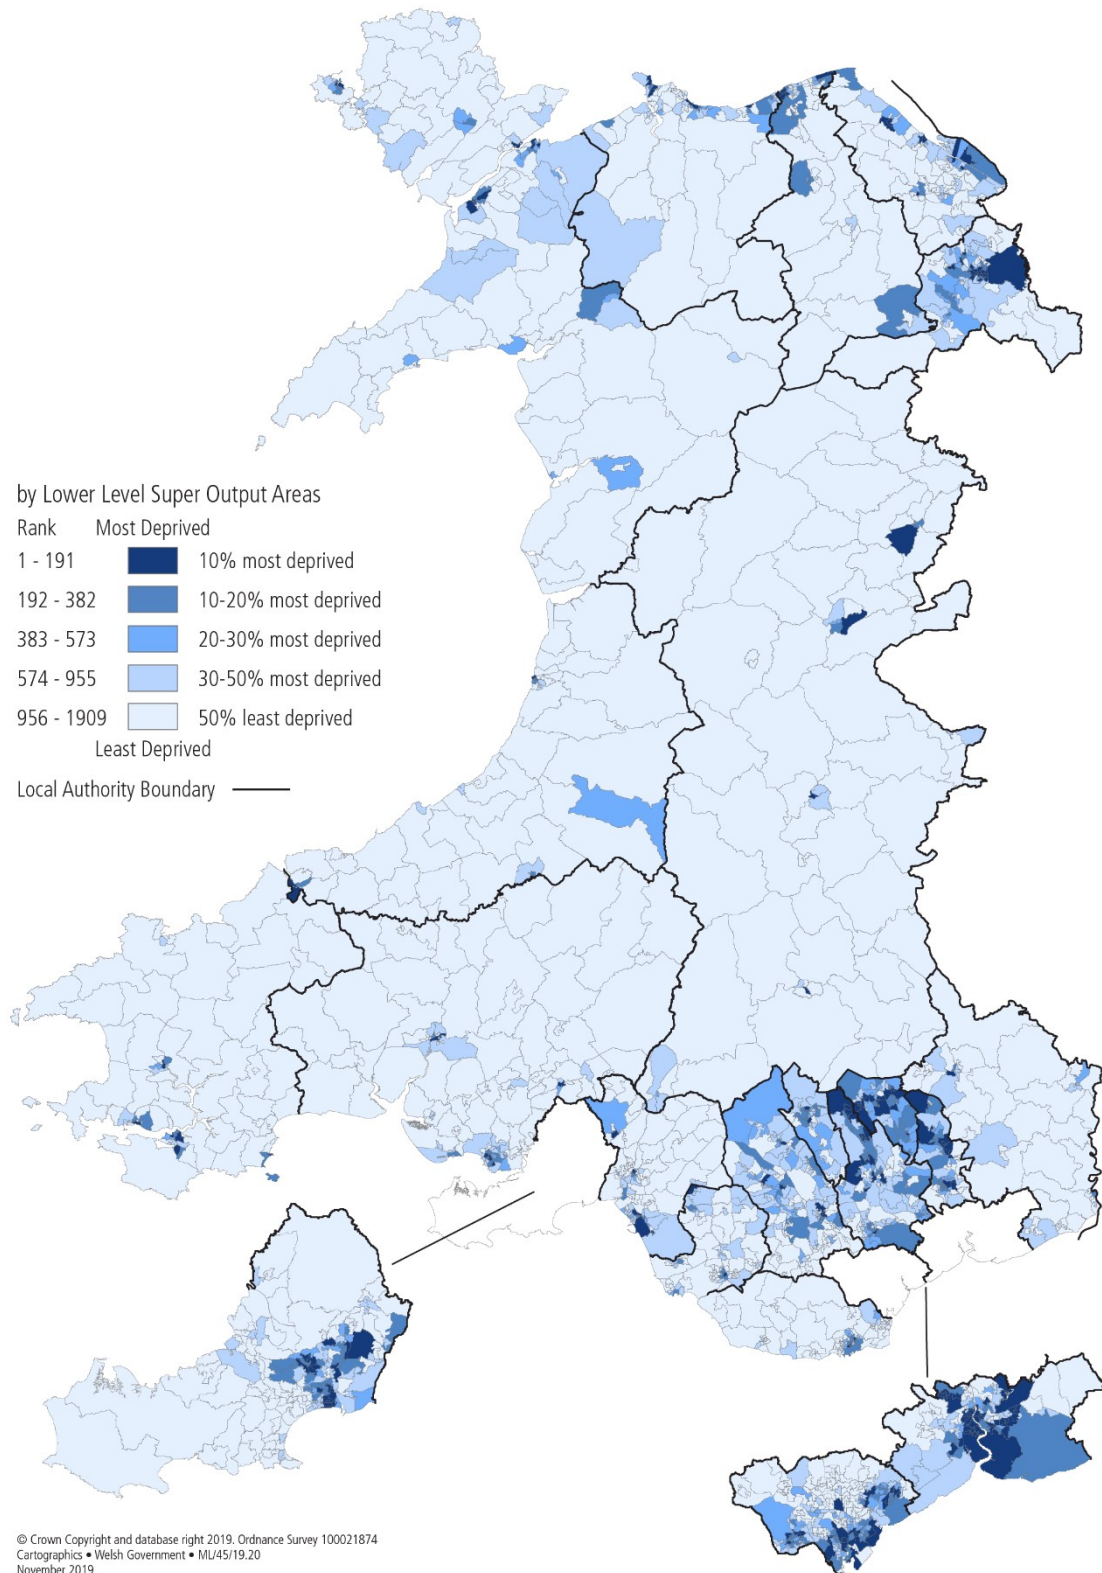 by Lower Level Super Output Areas
Rank Most Deprived
1 - 191 10% most deprived
192 - 382 10-20% most deprived
383 - 573 20-30% most deprived
574 - 955 30-50% most deprived
956 - 1909 50% least deprived
Least Deprived
Local Authority Boundary
© Crown Copyright and database right 2019. Ordnance Survey 100021874
Cartographics • Welsh Government • ML/45/19.20
November 2019